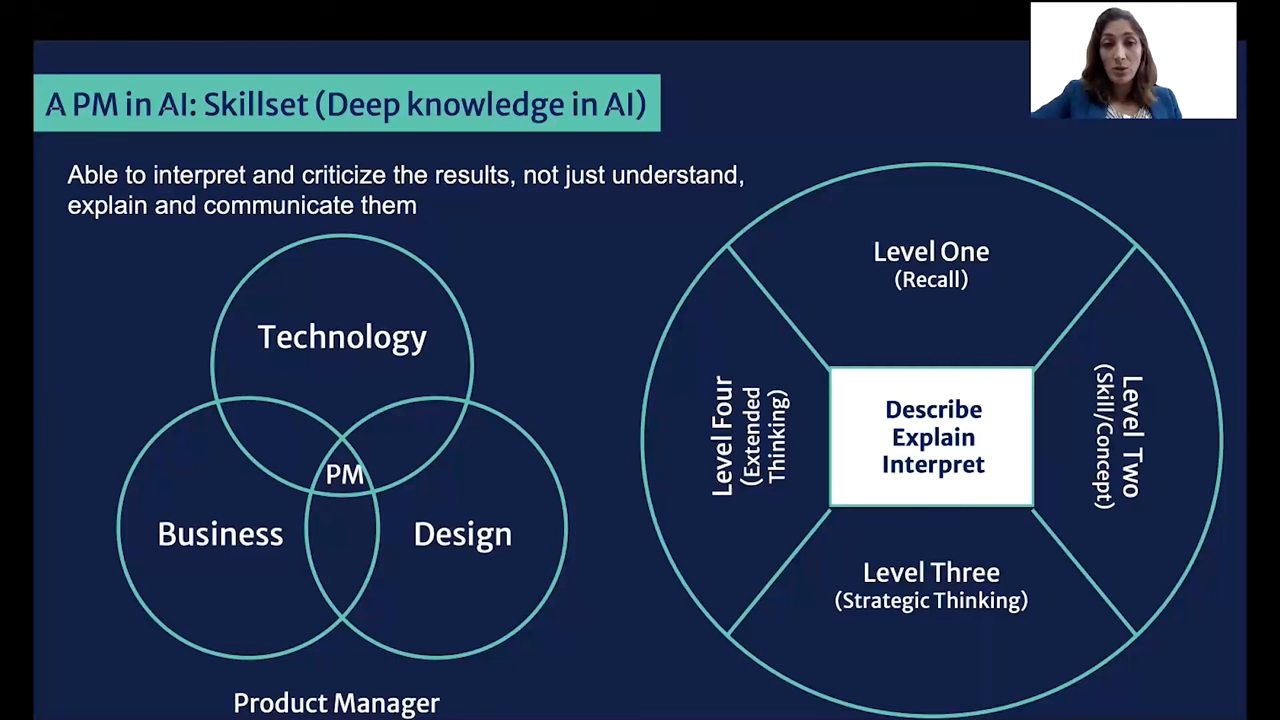 A PM in AI: Skillset (Deep knowledge in AI)
Able to interpret and criticize the results, not just understand,
explain and communicate them
Technology
PM
Business
Design
Product Manager
Level One
(Recall)
Level Two
(Skill/Concept)
Level Three
(Strategic Thinking)
Level Four
(Extended
Thinking)
Describe
Explain
Interpret